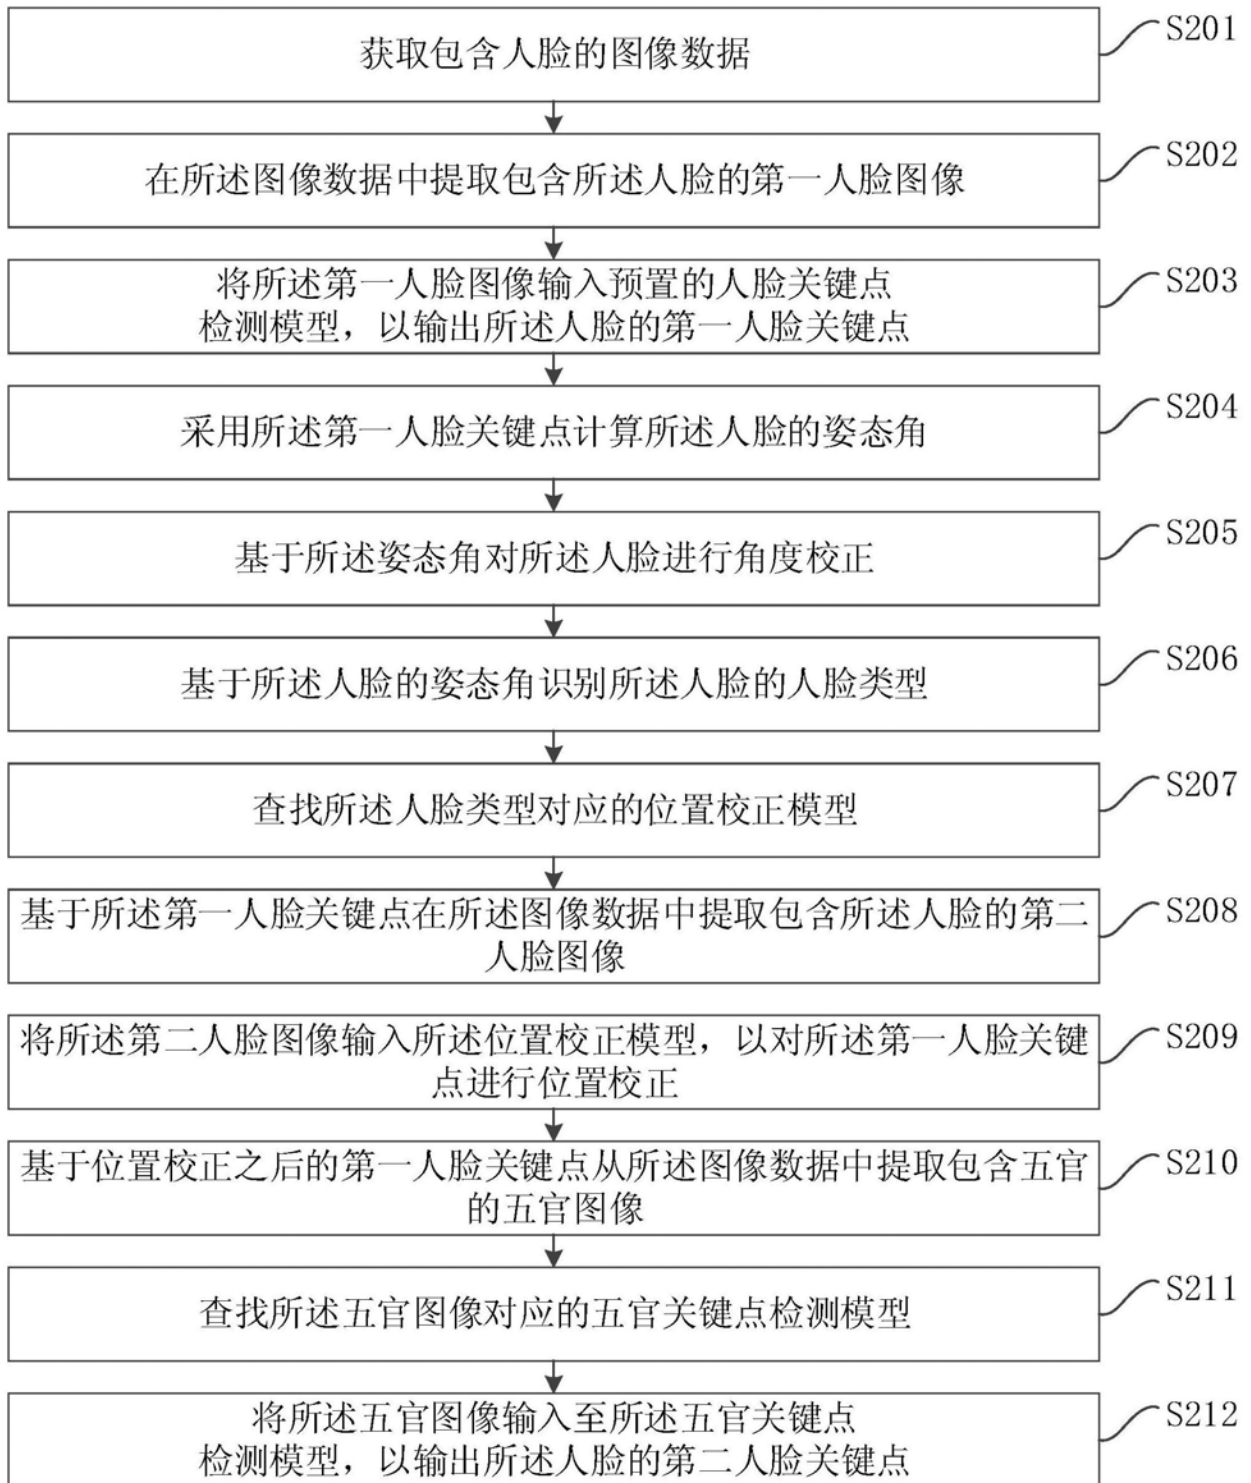 获取包含人脸的图像数据
S201
在所述图像数据中提取包含所述人脸的第一人脸图像
S202
将所述第一人脸图像输入预置的人脸关键点
检测模型，以输出所述人脸的第一人脸关键点
S203
采用所述第一人脸关键点计算所述人脸的姿态角
S204
基于所述姿态角对所述人脸进行角度校正
S205
基于所述人脸的姿态角识别所述人脸的人脸类型
S206
查找所述人脸类型对应的位置校正模型
S207
基于所述第一人脸关键点在所述图像数据中提取包含所述人脸的第二
人脸图像
S208
将所述第二人脸图像输入所述位置校正模型，以对所述第一人脸关键
点进行位置校正
S209
基于位置校正之后的第一人脸关键点从所述图像数据中提取包含五官
的五官图像
S210
查找所述五官图像对应的五官关键点检测模型
S211
将所述五官图像输入至所述五官关键点
检测模型，以输出所述人脸的第二人脸关键点
S212